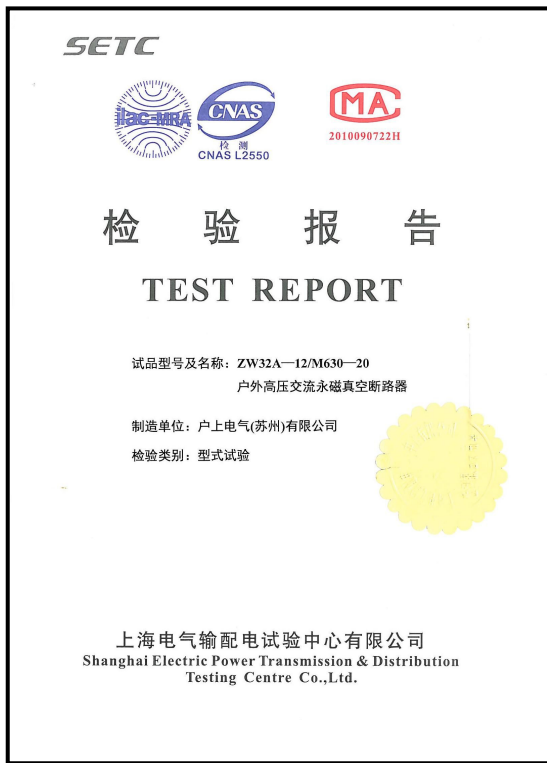 SETC
ilac-MRA
CNAS
检 测
CNAS L2550
MA
2010090722H
检 验 报 告
TEST REPORT
试品型号及名称：ZW32A—12/M630—20
户外高压交流永磁真空断路器
制造单位：户上电气(苏州)有限公司
检验类别：型式试验
上海电气输配电试验中心有限公司
Shanghai Electric Power Transmission & Distribution
Testing Centre Co.,Ltd.